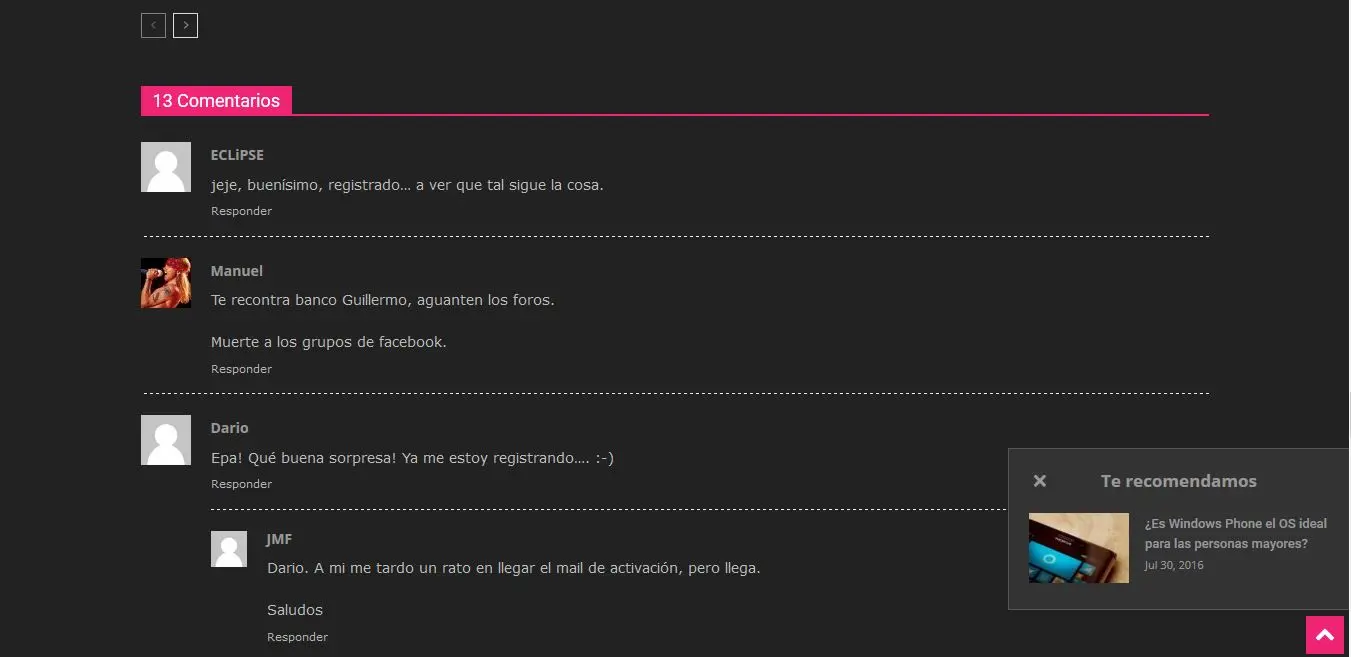 13 Comentarios
ECLiPSE
jeje, buenísimo, registrado… a ver que tal sigue la cosa.
Responder
Manuel
Te recontra banco Guillermo, aguanten los foros.
Muerte a los grupos de facebook.
Responder
Dario
Epa! Qué buena sorpresa! Ya me estoy registrando…. :-)
Responder
JMF
Dario. A mi me tardo un rato en llegar el mail de activación, pero llega.
Saludos
Responder
Te recomendamos
¿Es Windows Phone el OS ideal
para las personas mayores?
Jul 30, 2016